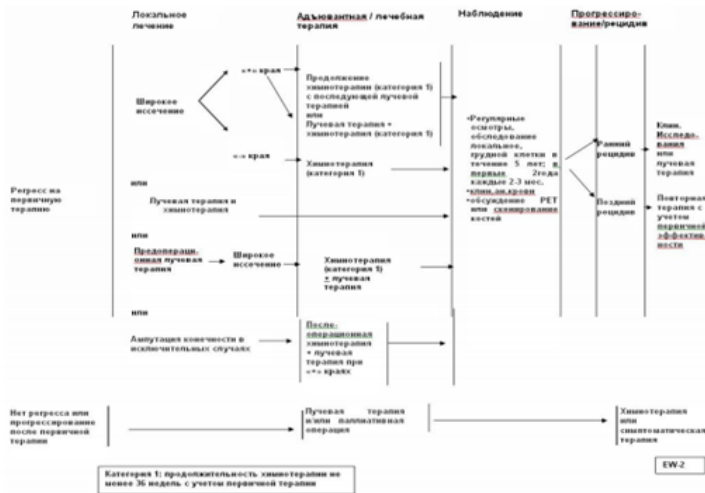 Локальное
лечение
Адъювантная / лечебная
терапия
Наблюдение
Прогрессиро-
вание/рецидив
«+» края
Широкое
иссечение
«-» края
Продолжение
химиотерапии (категория 1)
с последующей лучевой
терапией
или
Лучевая терапия +
химиотерапия (категория 1)
Химиотерапия
(категория 1)
•Регулярные
осмотры,
обследование
локальное,
грудной клетки в
течение 5 лет; в
первые 2года
каждые 2-3 мес.
•клин.ан.крови
•обсуждение PET
или сканирование
костей
Ранний
рецидив
Поздний
рецидив
Клин.
Исследо-
вания
или
лучевая
терапия
Повторная
терапия с
учетом
первичной
эффектив-
ности
Регресс на
первичную
терапию
или
Лучевая терапия и
химиотерапия
или
Предопераци-
онная лучевая
терапия
Широкое
иссечение
Химиотерапия
(категория 1)
± лучевая
терапия
или
Ампутация конечности в
исключительных случаях
После-
операционная
химиотерапия
+ лучевая
терапия при
«+» краях
Нет регресса или
прогрессирование
после первичной
терапии
Лучевая терапия
и/или паллиативная
операция
Химиотерапия
или
симптоматическая
терапия
Категория 1: продолжительность химиотерапии не
менее 36 недель с учетом первичной терапии
EW-2